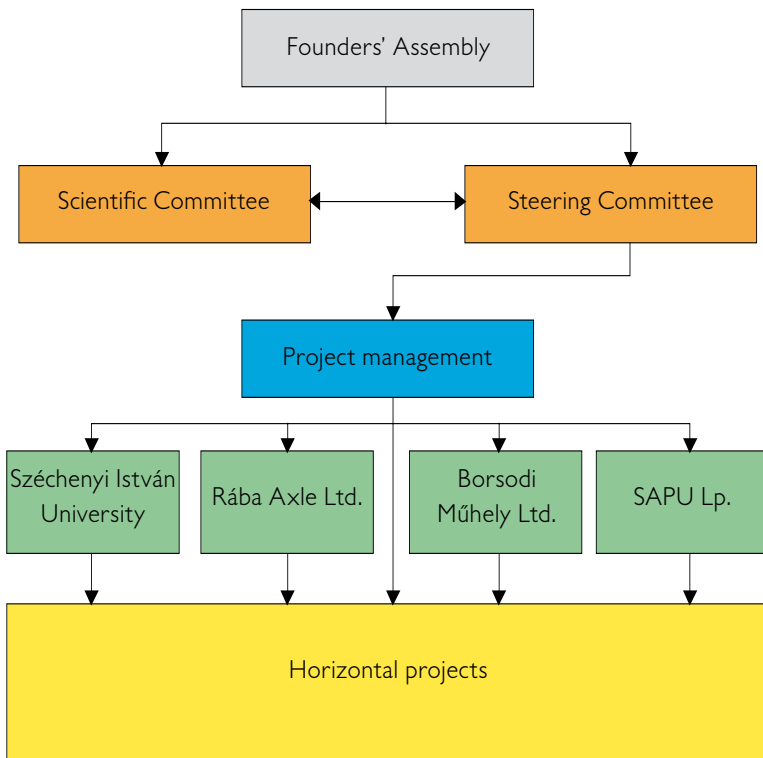 Founders’ Assembly
Scientific Committee
Steering Committee
Project management
Széchenyi István
University
Rába Axle Ltd.
Borsodi
Műhely Ltd.
SAPU Lp.
Horizontal projects